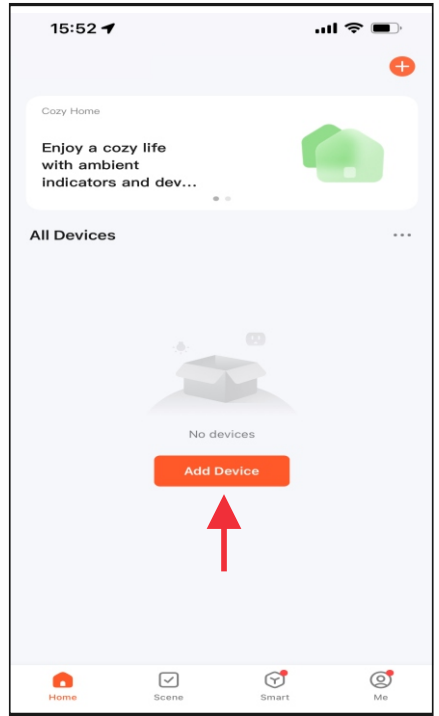 15:52
Cozy Home
Enjoy a cozy life
with ambient
indicators and dev...
All Devices
No devices
Add Device
Home Scene Smart Me